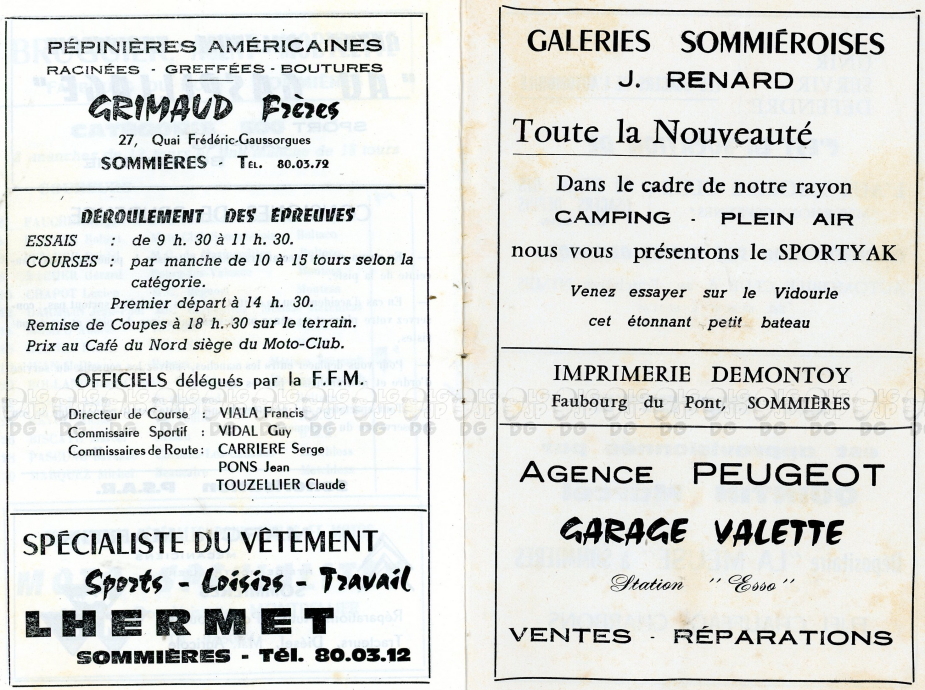 PÉPINIÈRES AMÉRICAINES
RACINÉES - GREFFÉES - BOUTURES
GRIMAUD Frères
27, Quai Frédéric-Gaussorgues
SOMMIÈRES - TEL. 80.03.72
DÉROULEMENT DES ÉPREUVES
ESSAIS : de 9 h. 30 à 11 h. 30.
COURSES : par manche de 10 à 15 tours selon la
catégorie.
Premier départ à 14 h. 30.
Remise de Coupes à 18 h. 30 sur le terrain.
Prix au Café du Nord siège du Moto-Club.
OFFICIELS délégués par la F.F.M.
Directeur de Course : VIALA Francis
Commissaire Sportif : VIDAL Guy
Commissaires de Route : CARRIERE Serge
PONS Jean
TOUZELLIER Claude
SPÉCIALISTE DU VÊTEMENT
Sports - Loisirs - Travail
LHERMET
SOMMIÈRES - Tél. 80.03.12
GALERIES SOMMIÉROISES
J. RENARD
Toute la Nouveauté
Dans le cadre de notre rayon
CAMPING - PLEIN AIR
nous vous présentons le SPORTYAK
Venez essayer sur le Vidourle
cet étonnant petit bateau
IMPRIMERIE DEMONTOY
Faubourg du Pont, SOMMIÈRES
AGENCE PEUGEOT
GARAGE VALETTE
Station "Esso"
VENTES - RÉPARATIONS